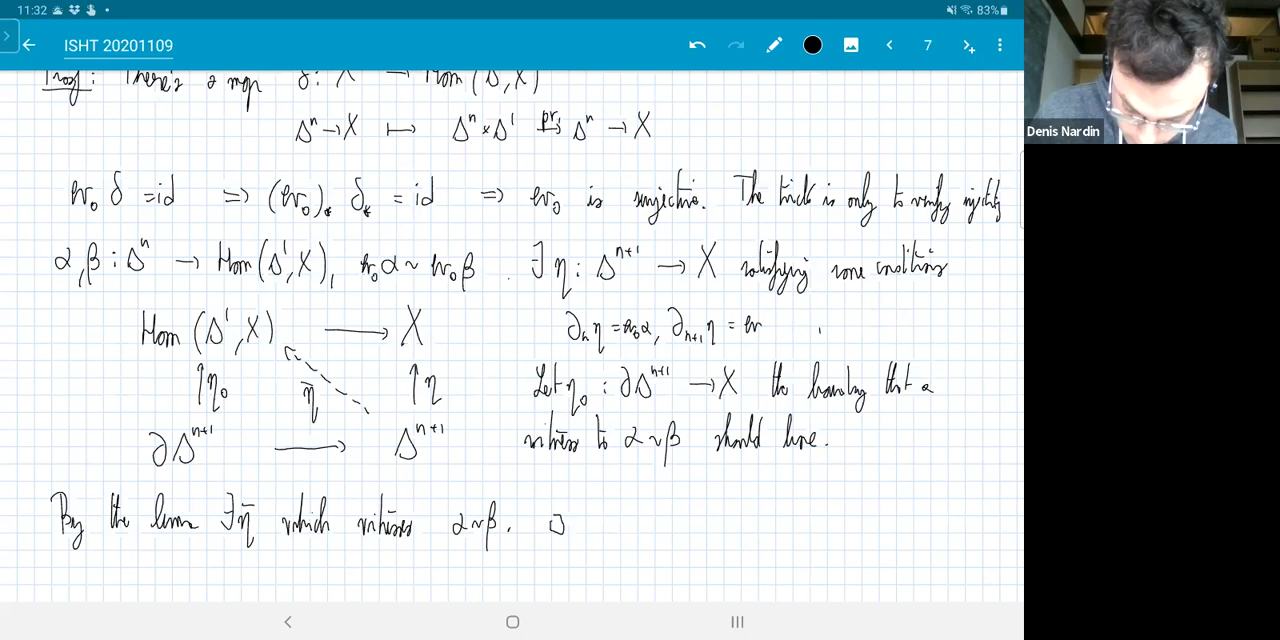 11:32 83%
ISHT 20201109 7
Proof: There's a map δ: X → Hom(Δ¹, X)
Δⁿ → X ↦ Δⁿ × Δ¹ →pr₁ Δⁿ → X
ev₀ δ = id ⇒ (ev₀)⁎ δ⁎ = id ⇒ ev₀ is surjective. The trick is only to verify injectivity
α, β : Δⁿ → Hom(Δ¹, X), ev₀α ~ ev₀β. ∃ η : Δⁿ⁺¹ → X satisfying some conditions
Hom(Δ¹, X) → X ∂ₙη = ev₀α, ∂ₙ₊₁η = ev
↑η₀ η̄ ↑η Let η₀ : ∂Δⁿ⁺¹ → X the boundary that a
∂Δⁿ⁺¹ → Δⁿ⁺¹ witness to α ~ β should have.
By the lemma ∃ η̄ which witnesses α ~ β. □
Denis Nardin